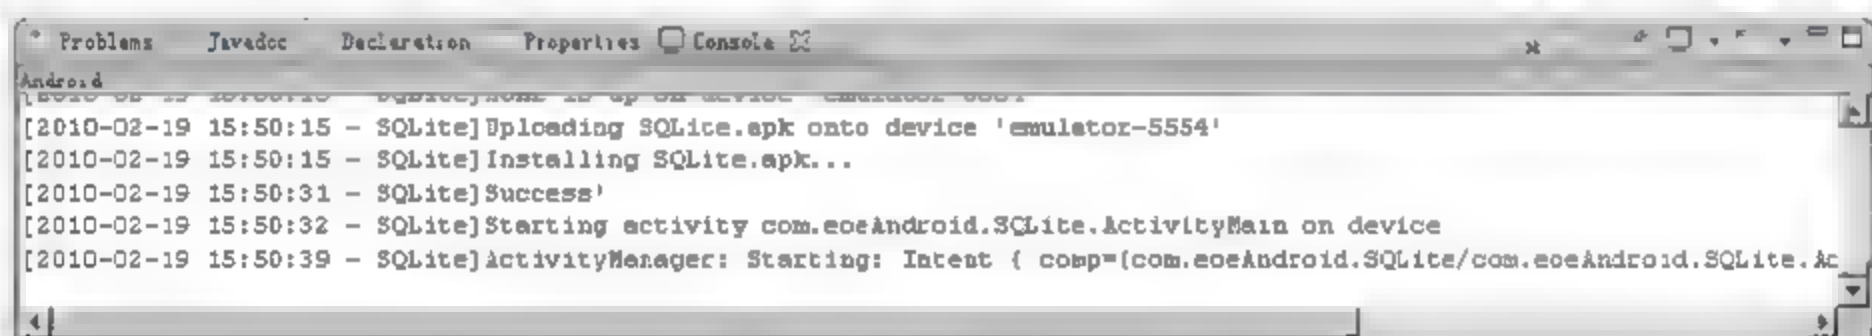 Problems Javadoc Declaration Properties Console
Android
[2010-02-19 15:50:15 - SQLite]Uploading SQLite.apk onto device 'emulator-5554'
[2010-02-19 15:50:15 - SQLite]Installing SQLite.apk...
[2010-02-19 15:50:31 - SQLite]Success!
[2010-02-19 15:50:32 - SQLite]Starting activity com.eoeAndroid.SQLite.ActivityMain on device
[2010-02-19 15:50:39 - SQLite]ActivityManager: Starting: Intent { comp={com.eoeAndroid.SQLite/com.eoeAndroid.SQLite.Ac